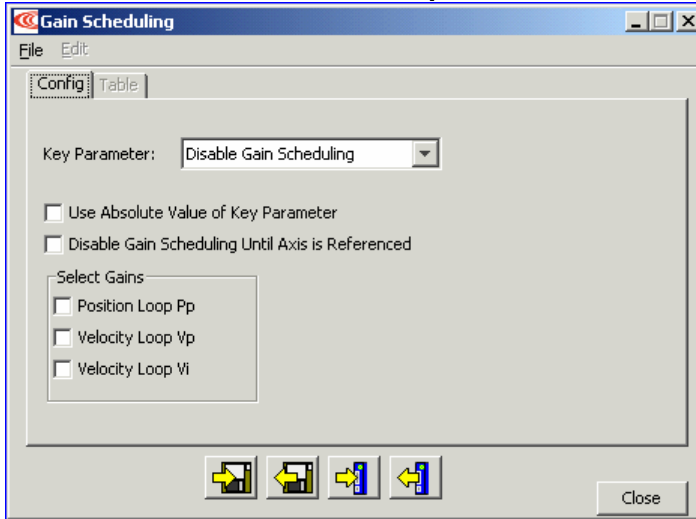 Gain Scheduling
File Edit
Config Table
Key Parameter: Disable Gain Scheduling
Use Absolute Value of Key Parameter
Disable Gain Scheduling Until Axis is Referenced
Select Gains
Position Loop Pp
Velocity Loop Vp
Velocity Loop Vi
Close